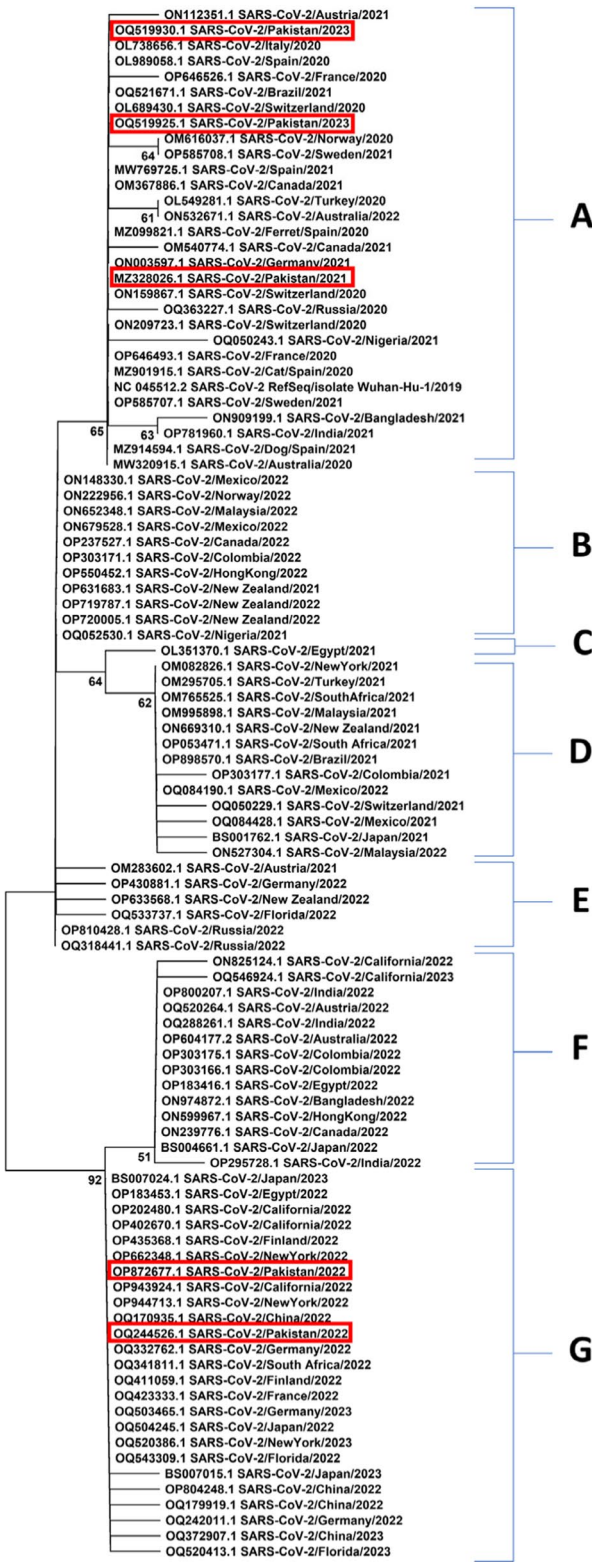 ON112351.1 SARS-CoV-2/Austria/2021
OQ519930.1 SARS-CoV-2/Pakistan/2023
OL738656.1 SARS-CoV-2/Italy/2020
OL989058.1 SARS-CoV-2/Spain/2020
OP646526.1 SARS-CoV-2/France/2020
OQ521671.1 SARS-CoV-2/Brazil/2021
OL689430.1 SARS-CoV-2/Switzerland/2020
OQ519925.1 SARS-CoV-2/Pakistan/2023
OM616037.1 SARS-CoV-2/Norway/2020
64
OP585708.1 SARS-CoV-2/Sweden/2021
MW769725.1 SARS-CoV-2/Spain/2021
OM367886.1 SARS-CoV-2/Canada/2021
OL549281.1 SARS-CoV-2/Turkey/2020
A
61
ON532671.1 SARS-CoV-2/Australia/2022
MZ099821.1 SARS-CoV-2/Ferret/Spain/2020
OM540774.1 SARS-CoV-2/Canada/2021
ON003597.1 SARS-CoV-2/Germany/2021
MZ328026.1 SARS-CoV-2/Pakistan/2021
ON159867.1 SARS-CoV-2/Switzerland/2020
OQ363227.1 SARS-CoV-2/Russia/2020
ON209723.1 SARS-CoV-2/Switzerland/2020
OQ050243.1 SARS-CoV-2/Nigeria/2021
OP646493.1 SARS-CoV-2/France/2020
MZ901915.1 SARS-CoV-2/Cat/Spain/2020
NC 045512.2 SARS-CoV-2 RefSeq/isolate Wuhan-Hu-1/2019
OP585707.1 SARS-CoV-2/Sweden/2021
ON909199.1 SARS-CoV-2/Bangladesh/2021
65
63
OP781960.1 SARS-CoV-2/India/2021
MZ914594.1 SARS-CoV-2/Dog/Spain/2021
MW320915.1 SARS-CoV-2/Australia/2020
ON148330.1 SARS-CoV-2/Mexico/2022
ON222956.1 SARS-CoV-2/Norway/2022
ON652348.1 SARS-CoV-2/Malaysia/2022
ON679528.1 SARS-CoV-2/Mexico/2022
OP237527.1 SARS-CoV-2/Canada/2022
B
OP303171.1 SARS-CoV-2/Colombia/2022
OP550452.1 SARS-CoV-2/HongKong/2022
OP631683.1 SARS-CoV-2/New Zealand/2021
OP719787.1 SARS-CoV-2/New Zealand/2022
OP720005.1 SARS-CoV-2/New Zealand/2022
OQ052530.1 SARS-CoV-2/Nigeria/2021
C
OL351370.1 SARS-CoV-2/Egypt/2021
OM082826.1 SARS-CoV-2/NewYork/2021
64
OM295705.1 SARS-CoV-2/Turkey/2021
62
OM765525.1 SARS-CoV-2/SouthAfrica/2021
OM995898.1 SARS-CoV-2/Malaysia/2021
ON669310.1 SARS-CoV-2/New Zealand/2021
OP053471.1 SARS-CoV-2/South Africa/2021
D
OP898570.1 SARS-CoV-2/Brazil/2021
OP303177.1 SARS-CoV-2/Colombia/2021
OQ084190.1 SARS-CoV-2/Mexico/2022
OQ050229.1 SARS-CoV-2/Switzerland/2021
OQ084428.1 SARS-CoV-2/Mexico/2021
BS001762.1 SARS-CoV-2/Japan/2021
ON527304.1 SARS-CoV-2/Malaysia/2022
OM283602.1 SARS-CoV-2/Austria/2021
OP430881.1 SARS-CoV-2/Germany/2022
OP633568.1 SARS-CoV-2/New Zealand/2022
E
OQ533737.1 SARS-CoV-2/Florida/2022
OP810428.1 SARS-CoV-2/Russia/2022
OQ318441.1 SARS-CoV-2/Russia/2022
ON825124.1 SARS-CoV-2/California/2022
OQ546924.1 SARS-CoV-2/California/2023
OP800207.1 SARS-CoV-2/India/2022
OQ520264.1 SARS-CoV-2/Austria/2022
OQ288261.1 SARS-CoV-2/India/2022
OP604177.2 SARS-CoV-2/Australia/2022
F
OP303175.1 SARS-CoV-2/Colombia/2022
OP303166.1 SARS-CoV-2/Colombia/2022
OP183416.1 SARS-CoV-2/Egypt/2022
ON974872.1 SARS-CoV-2/Bangladesh/2022
ON599967.1 SARS-CoV-2/HongKong/2022
ON239776.1 SARS-CoV-2/Canada/2022
BS004661.1 SARS-CoV-2/Japan/2022
51
OP295728.1 SARS-CoV-2/India/2022
92
BS007024.1 SARS-CoV-2/Japan/2023
OP183453.1 SARS-CoV-2/Egypt/2022
OP202480.1 SARS-CoV-2/California/2022
OP402670.1 SARS-CoV-2/California/2022
OP435368.1 SARS-CoV-2/Finland/2022
OP662348.1 SARS-CoV-2/NewYork/2022
OP872677.1 SARS-CoV-2/Pakistan/2022
OP943924.1 SARS-CoV-2/California/2022
OP944713.1 SARS-CoV-2/NewYork/2022
OQ170935.1 SARS-CoV-2/China/2022
OQ244526.1 SARS-CoV-2/Pakistan/2022
OQ332762.1 SARS-CoV-2/Germany/2022
G
OQ341811.1 SARS-CoV-2/South Africa/2022
OQ411059.1 SARS-CoV-2/Finland/2022
OQ423333.1 SARS-CoV-2/France/2022
OQ503465.1 SARS-CoV-2/Germany/2023
OQ504245.1 SARS-CoV-2/Japan/2022
OQ520386.1 SARS-CoV-2/NewYork/2023
OQ543309.1 SARS-CoV-2/Florida/2022
BS007015.1 SARS-CoV-2/Japan/2023
OP804248.1 SARS-CoV-2/China/2022
OQ179919.1 SARS-CoV-2/China/2022
OQ242011.1 SARS-CoV-2/Germany/2022
OQ372907.1 SARS-CoV-2/China/2023
OQ520413.1 SARS-CoV-2/Florida/2023